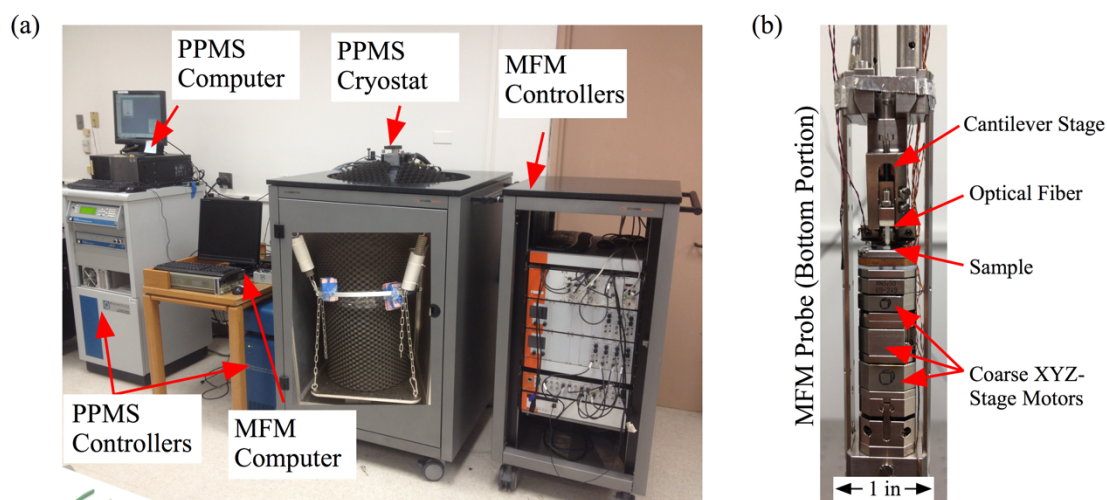 (a)
PPMS
Computer
PPMS
Cryostat
MFM
Controllers
PPMS
Controllers
MFM
Computer
(b)
MFM Probe (Bottom Portion)
Cantilever Stage
Optical Fiber
Sample
Coarse XYZ-
Stage Motors
1 in